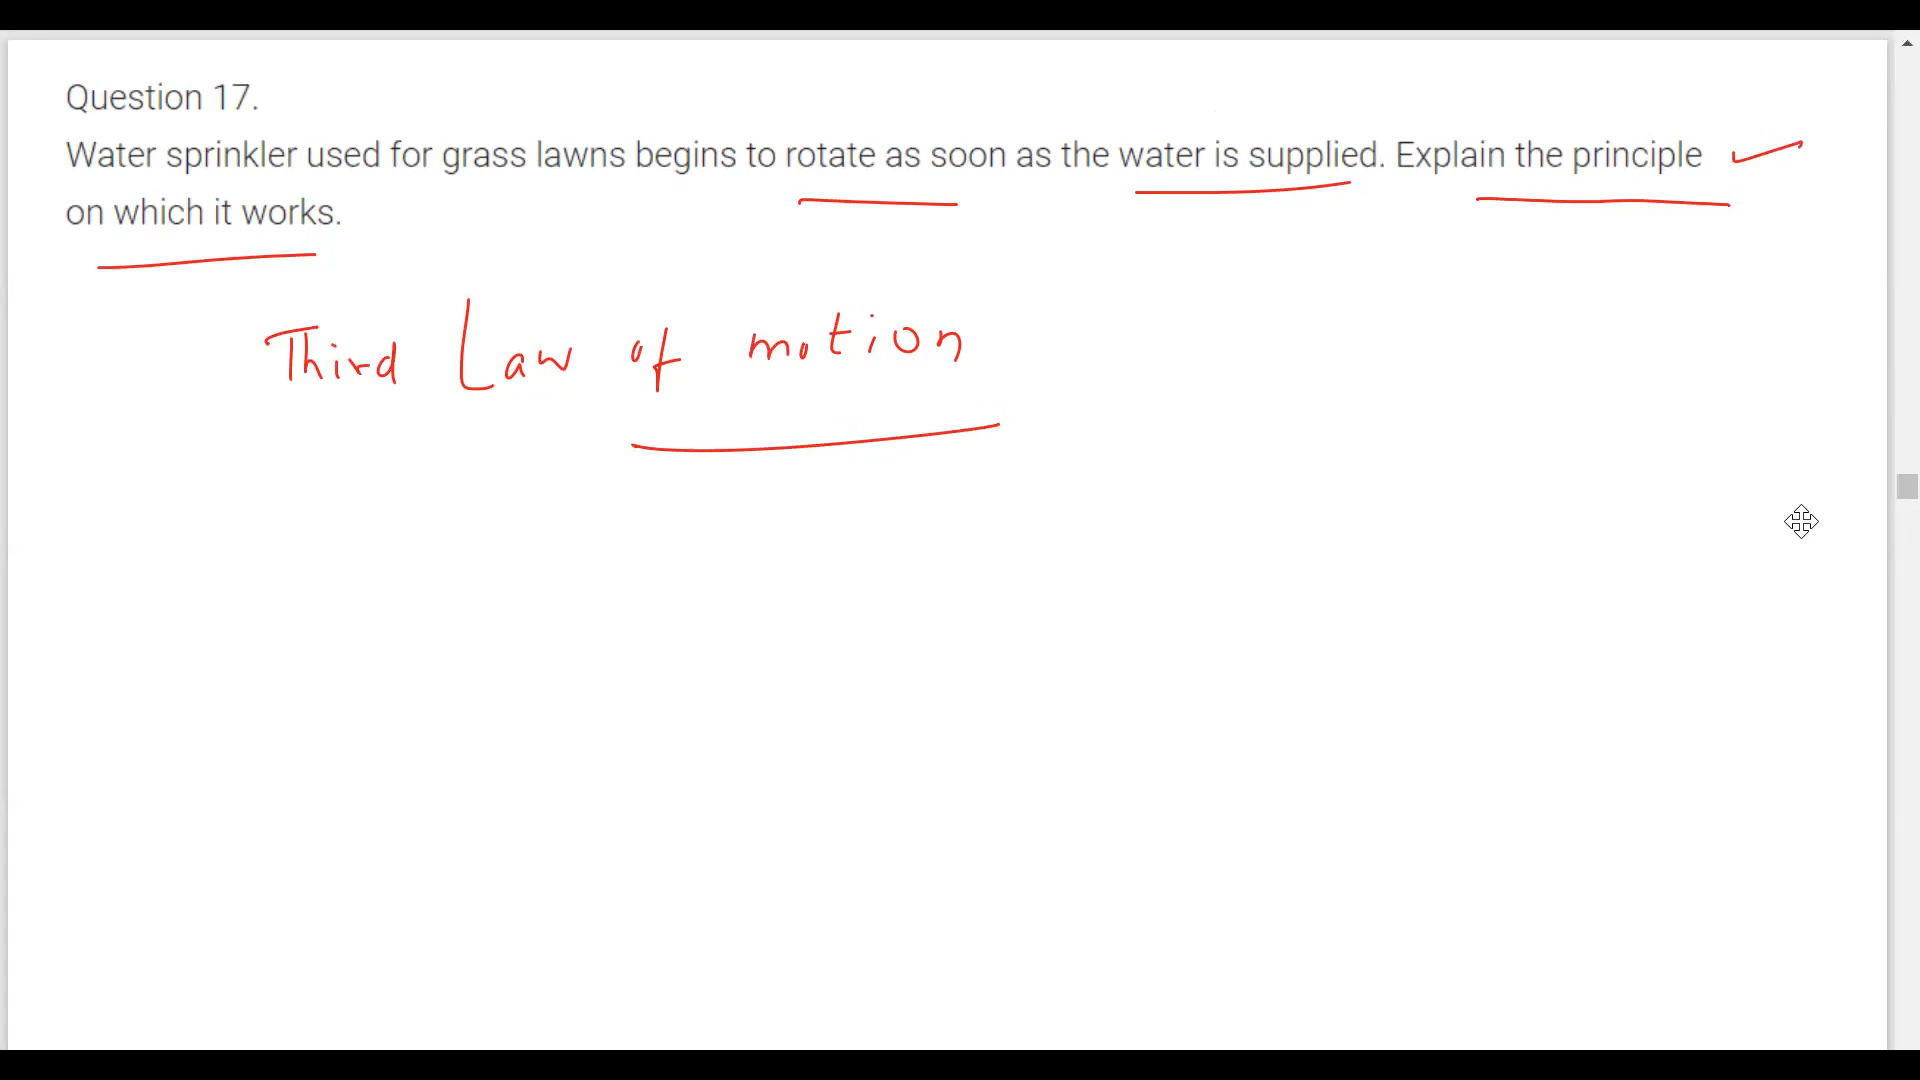 Question 17.
Water sprinkler used for grass lawns begins to rotate as soon as the water is supplied. Explain the principle
on which it works.
Third Law of motion